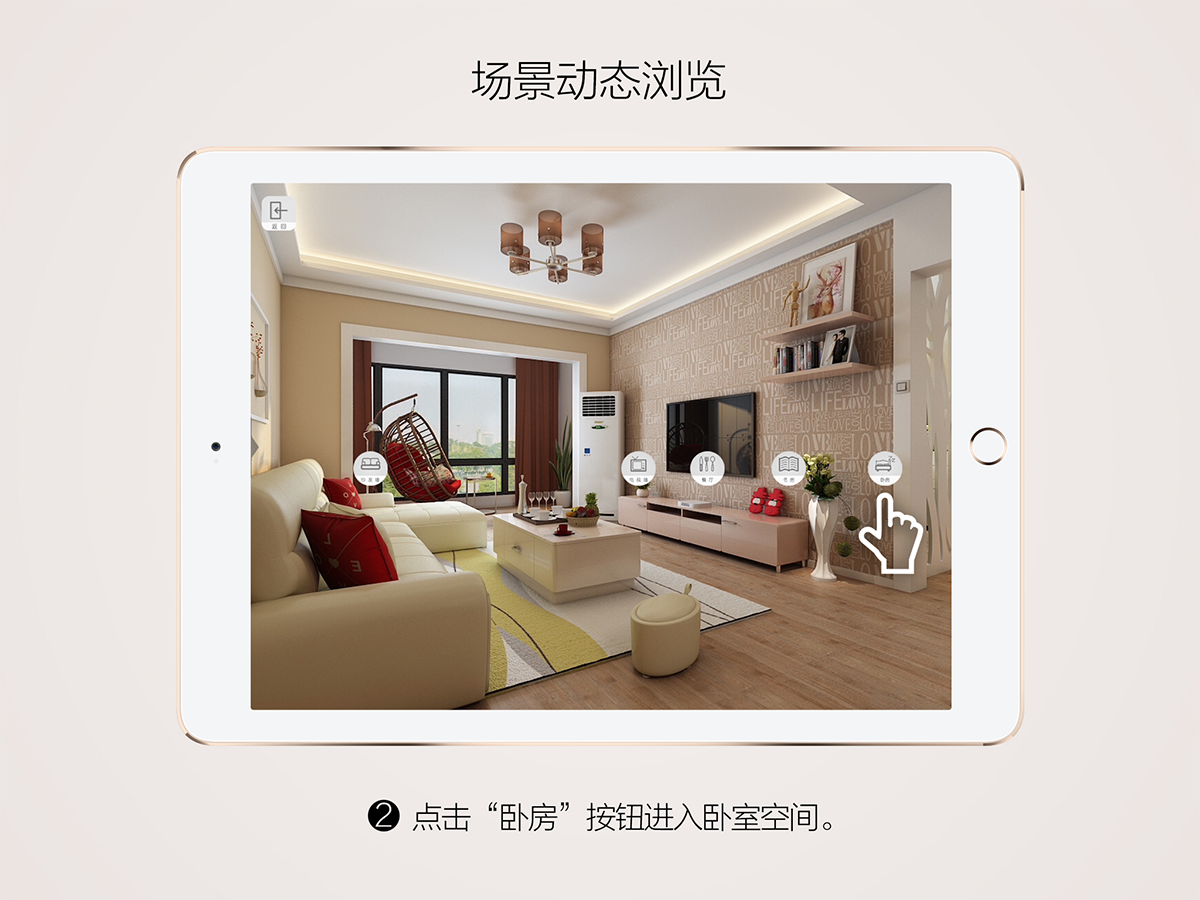 场景动态浏览
返 回
沙 发 墙
电 视 墙
餐 厅
书 房
卧房
❷ 点击“卧房”按钮进入卧室空间。